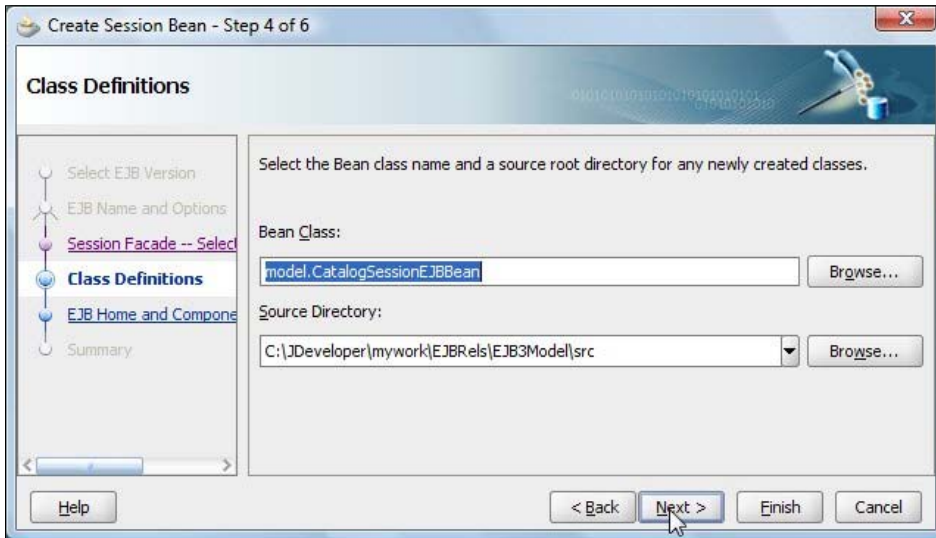 Create Session Bean - Step 4 of 6
Class Definitions
Select EJB Version
EJB Name and Options
Session Facade -- Select
Class Definitions
EJB Home and Compone
Summary
Select the Bean class name and a source root directory for any newly created classes.
Bean Class:
model.CatalogSessionEJBBean
Browse...
Source Directory:
C:\JDeveloper\mywork\EJBRels\EJB3Model\src
Browse...
Help
< Back
Next >
Finish
Cancel